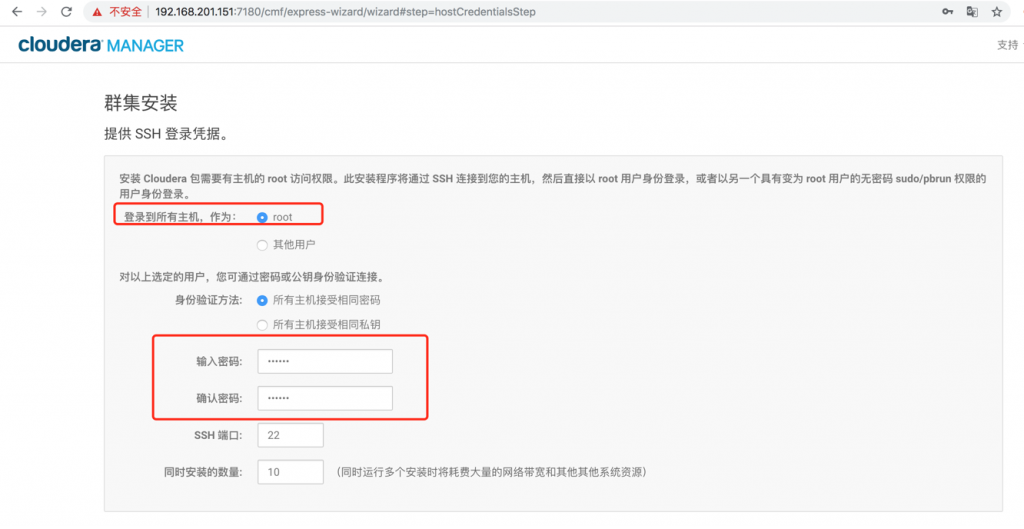 不安全 192.168.201.151:7180/cmf/express-wizard/wizard#step=hostCredentialsStep
cloudera MANAGER
支持
群集安装
提供 SSH 登录凭据。
安装 Cloudera 包需要有主机的 root 访问权限。此安装程序将通过 SSH 连接到您的主机，然后直接以 root 用户身份登录，或者以另一个具有变为 root 用户的无密码 sudo/pbrun 权限的
用户身份登录。
登录到所有主机，作为： root
其他用户
对以上选定的用户，您可通过密码或公钥身份验证连接。
身份验证方法: 所有主机接受相同密码
所有主机接受相同私钥
输入密码: ••••••
确认密码: ••••••
SSH 端口: 22
同时安装的数量: 10 （同时运行多个安装时将耗费大量的网络带宽和其他其他系统资源）